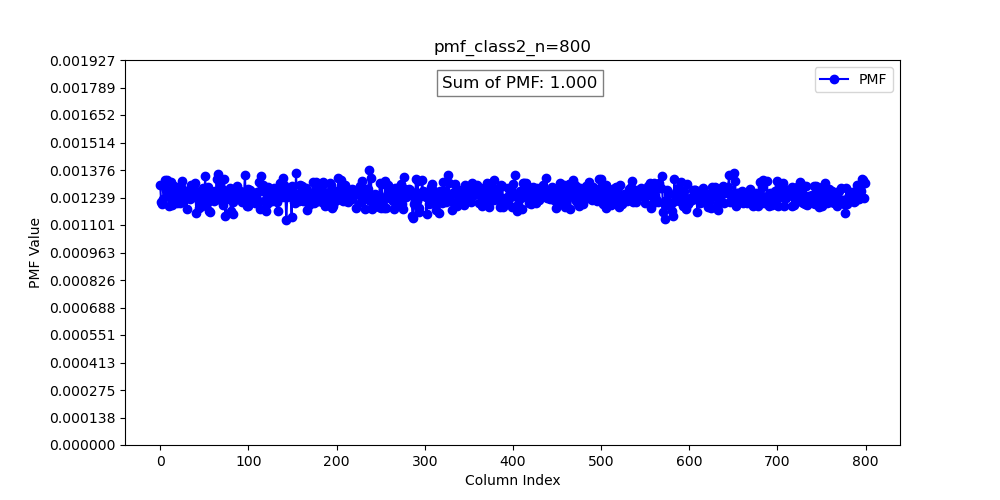 pmf_class2_n=800
Sum of PMF: 1.000
PMF
0.001927
0.001789
0.001652
0.001514
0.001376
0.001239
0.001101
0.000963
0.000826
0.000688
0.000551
0.000413
0.000275
0.000138
0.000000
PMF Value
0 100 200 300 400 500 600 700 800
Column Index